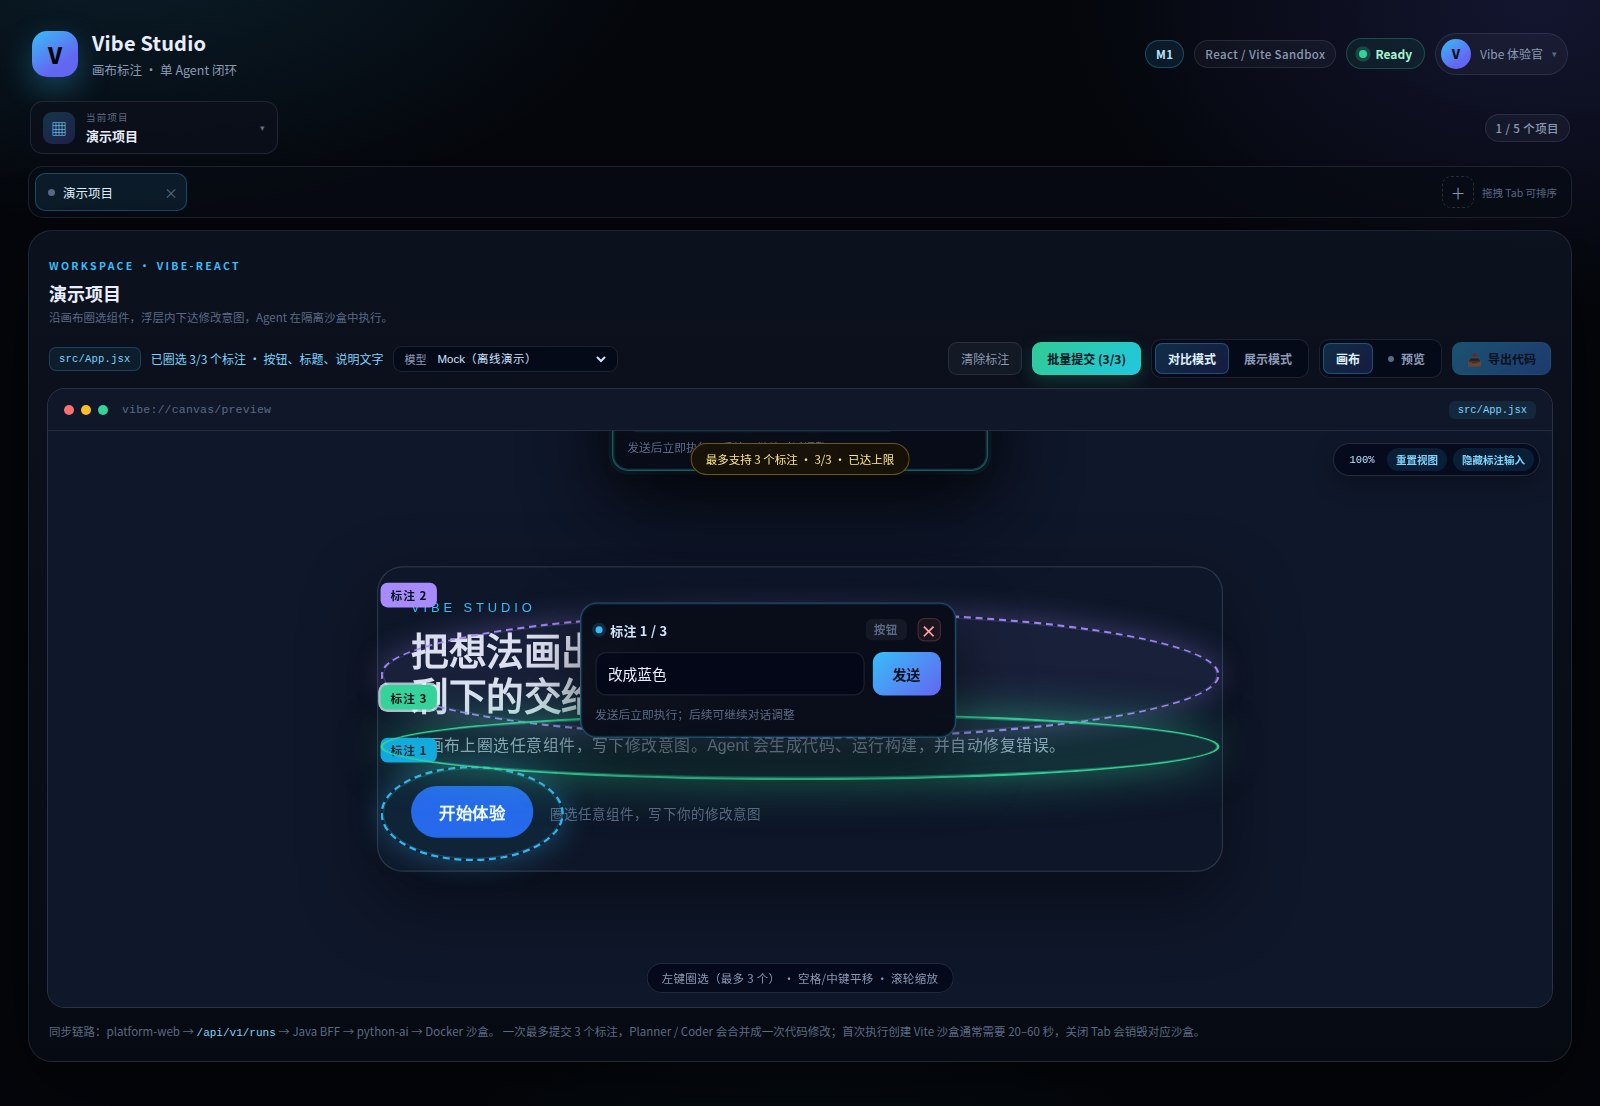 V
Vibe Studio
画布标注 · 单 Agent 闭环
M1
React / Vite Sandbox
Ready
V
Vibe 体验官
当前项目
演示项目
1 / 5 个项目
演示项目
拖拽 Tab 可排序
WORKSPACE · VIBE-REACT
演示项目
沿画布圈选组件，浮层内下达修改意图，Agent 在隔离沙盒中执行。
src/App.jsx
已圈选 3/3 个标注 · 按钮、标题、说明文字
模型
Mock（离线演示）
清除标注
批量提交 (3/3)
对比模式
展示模式
画布
预览
导出代码
vibe://canvas/preview
src/App.jsx
发送后立即执
最多支持 3 个标注 · 3/3 · 已达上限
100%
重置视图
隐藏标注输入
标注 2
VIBE STUDIO
标注 1 / 3
按钮
把想法画出
改成蓝色
发送
标注 3
剩下的交给
发送后立即执行；后续可继续对话调整
标注 1
画布上圈选任意组件，写下修改意图。Agent 会生成代码、运行构建，并自动修复错误。
开始体验
圈选任意组件，写下你的修改意图
左键圈选（最多 3 个） · 空格/中键平移 · 滚轮缩放
同步链路：platform-web → /api/v1/runs → Java BFF → python-ai → Docker 沙盒。 一次最多提交 3 个标注，Planner / Coder 会合并成一次代码修改；首次执行创建 Vite 沙盒通常需要 20–60 秒，关闭 Tab 会销毁对应沙盒。